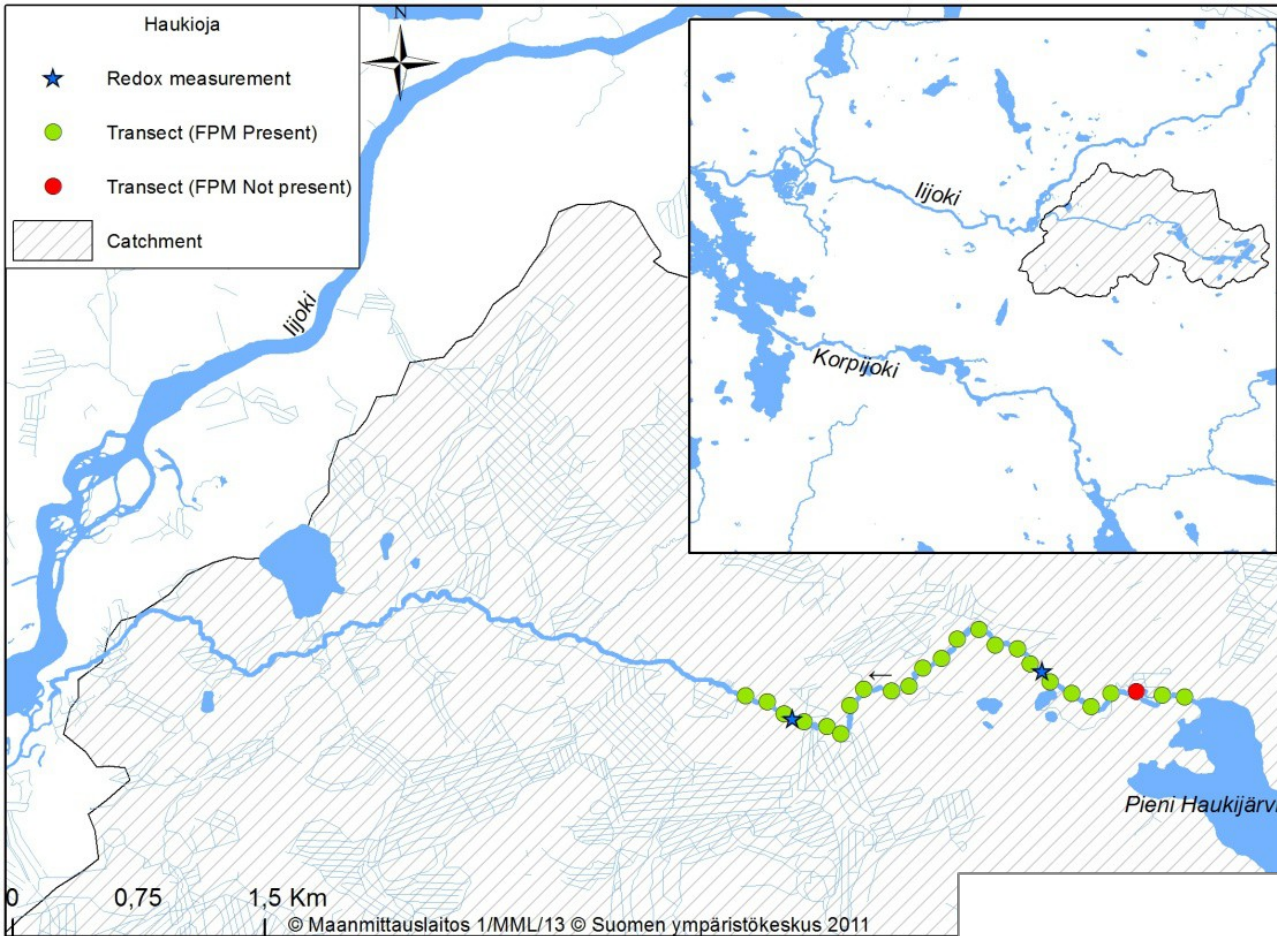 Haukioja
Redox measurement
Transect (FPM Present)
Transect (FPM Not present)
Catchment
N
Iijoki
Iijoki
Korpijoki
←
Pieni Haukijärvi
0 0,75 1,5 Km
© Maanmittauslaitos 1/MML/13 © Suomen ympäristökeskus 2011